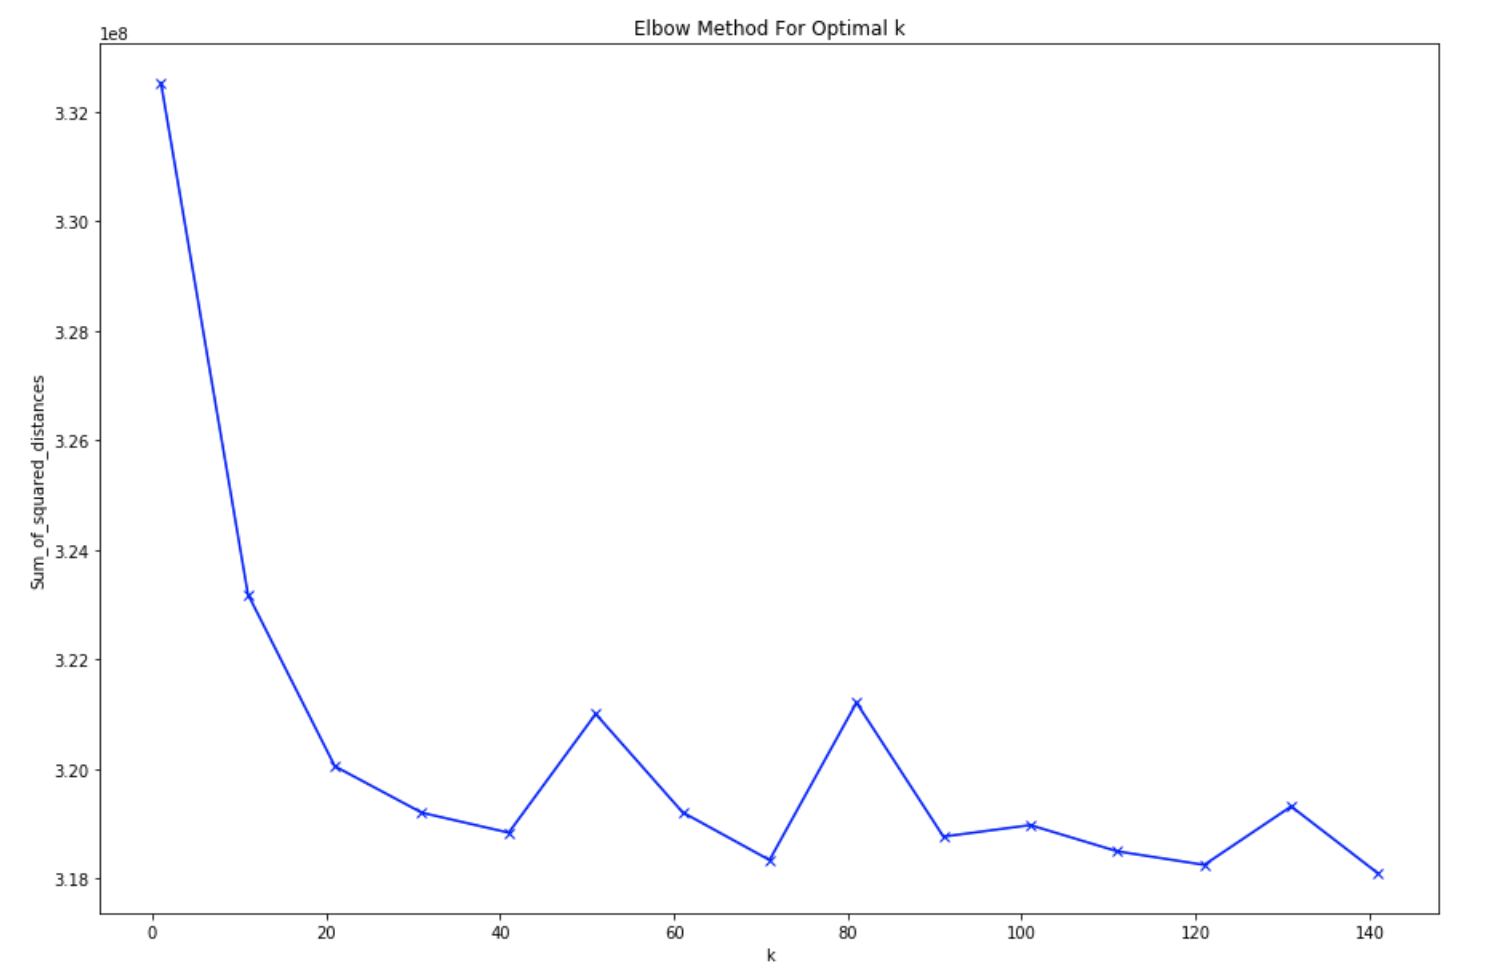 Elbow Method For Optimal k
1e8
3.32
3.30
3.28
3.26
3.24
3.22
3.20
3.18
Sum_of_squared_distances
0 20 40 60 80 100 120 140
k